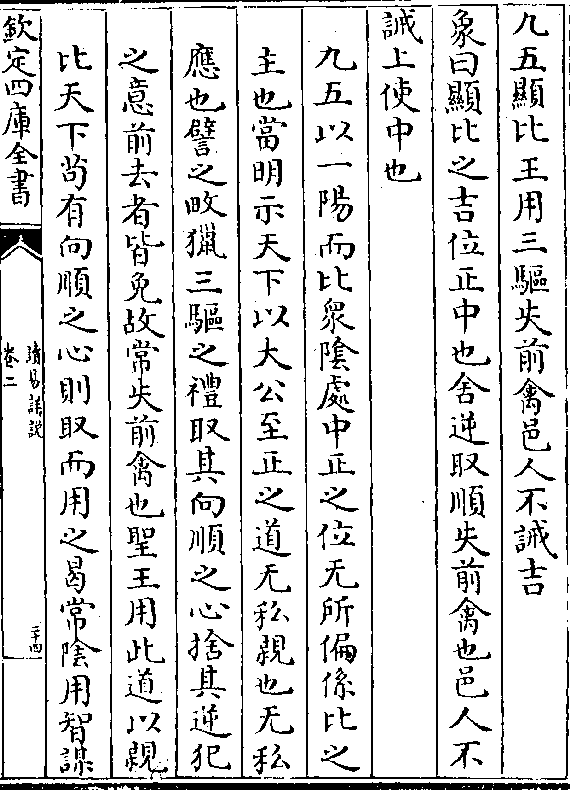 九五顯比王用三驅失前禽邑人不誡吉
象曰顯比之吉位正中也舍逆取順失前禽也邑人不
誡上使中也
九五以一陽而比衆陰處中正之位无所偏係比之
主也當明示天下以大公至正之道无私親也无私
應也譬之畋獵三驅之禮取其向順之心捨其逆犯
之意前去者皆免故常失前禽也聖王用此道以親
比天下苟有向順之心則取而用之曷常陰用智謀
欽定四庫全書
讀易詳說
卷二
二十四